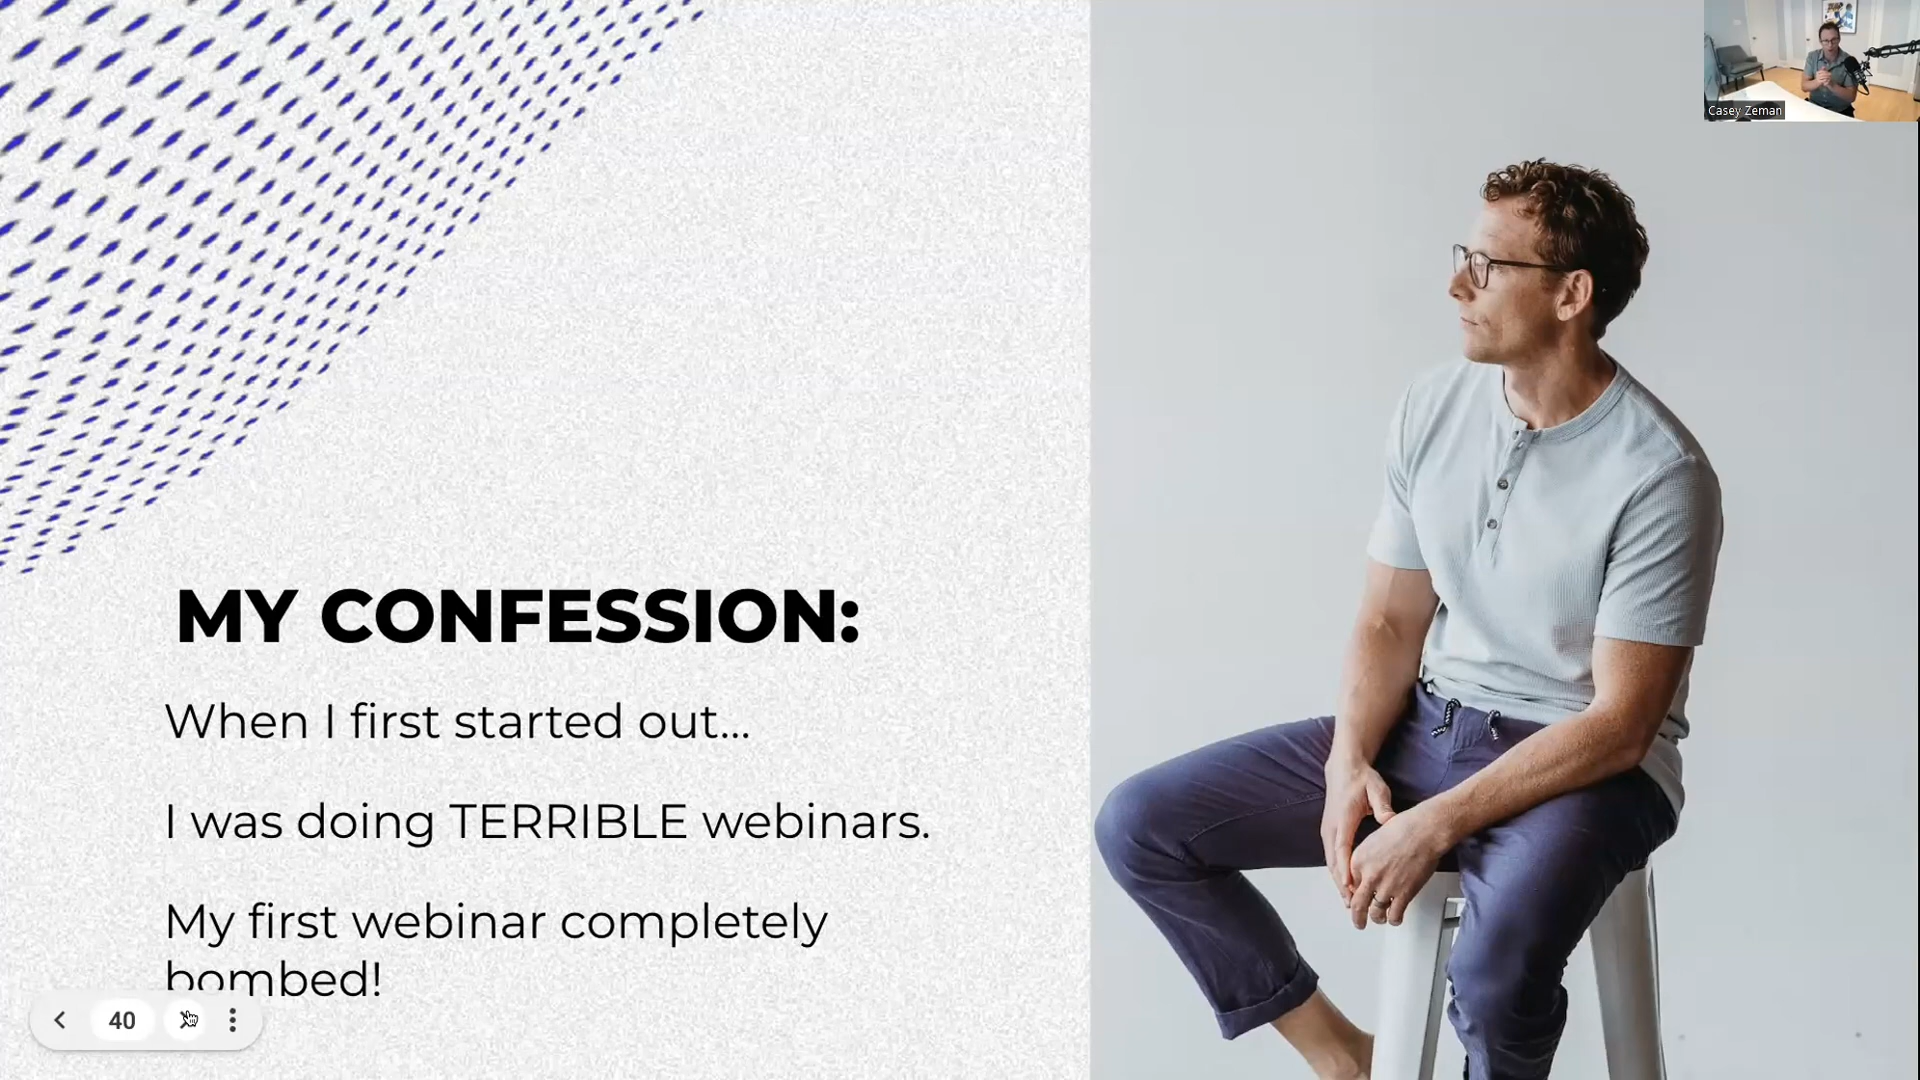 Casey Zeman
MY CONFESSION:
When I first started out...
I was doing TERRIBLE webinars.
My first webinar completely
bombed!
40